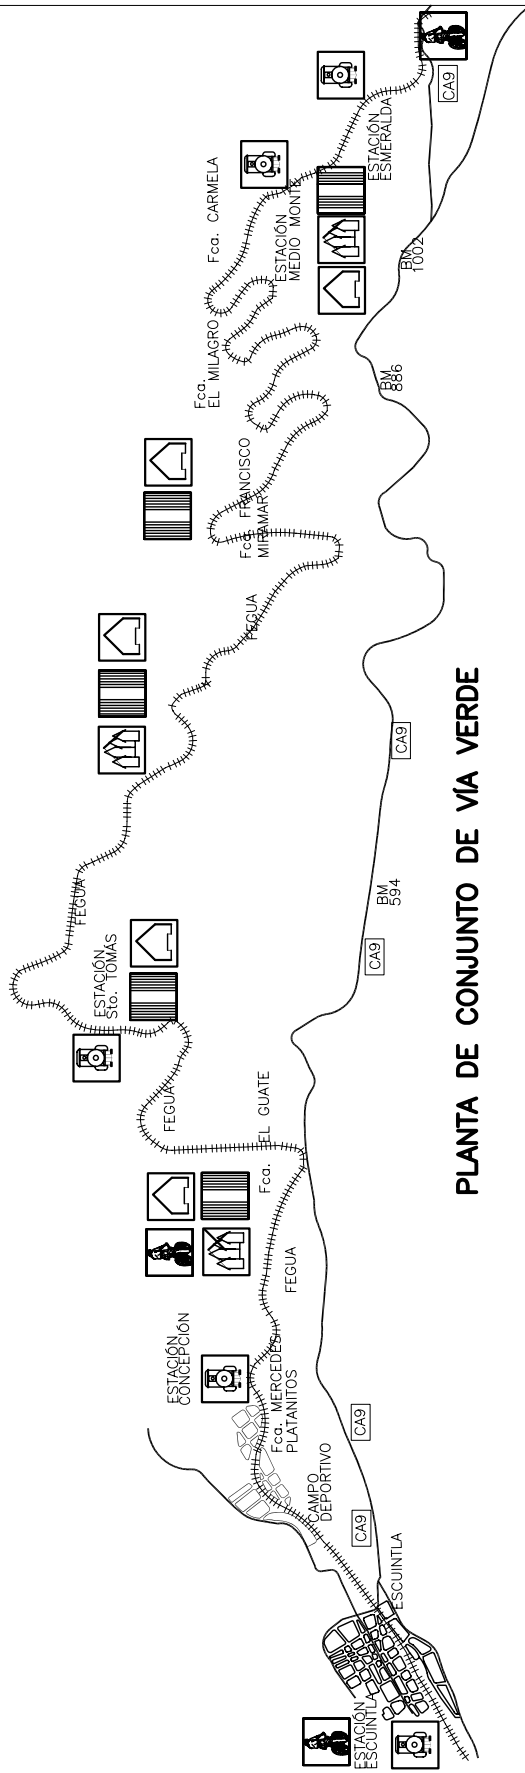 CA9
ESTACIÓN
ESMERALDA
Fca. CARMELA
ESTACIÓN
MEDIO MONTE
BM
1002
Fca.
EL MILAGRO
BM
886
Fca. FRANCISCO
MIRAMAR
FEGUA
CA9
FEGUA
BM
594
CA9
ESTACIÓN
Sto. TOMÁS
FEGUA
Fca. EL GUATE
FEGUA
ESTACIÓN
CONCEPCIÓN
Fca. MERCEDES
PLATANITOS
CA9
CAMPO
DEPORTIVO
CA9
ESCUINTLA
ESTACIÓN
ESCUINTLA
PLANTA DE CONJUNTO DE VÍA VERDE